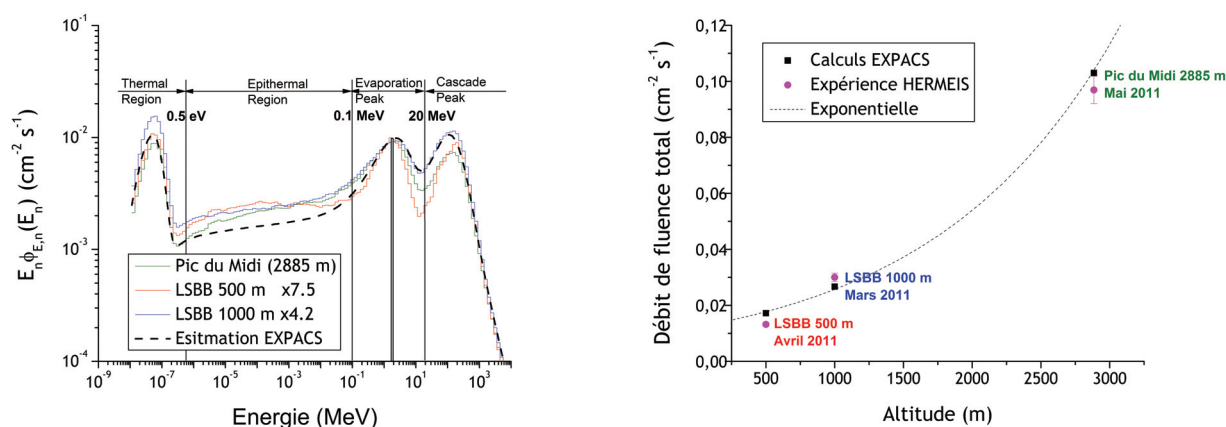 10⁻¹
10⁻²
10⁻³
10⁻⁴
EₙϕE,n(Eₙ) (cm⁻² s⁻¹)
Thermal
Region
Epithermal
Region
Evaporation
Peak
Cascade
Peak
0.5 eV
0.1 MeV
20 MeV
Pic du Midi (2885 m)
LSBB 500 m x7.5
LSBB 1000 m x4.2
Esitmation EXPACS
10⁻⁹ 10⁻⁷ 10⁻⁵ 10⁻³ 10⁻¹ 10¹ 10³
Energie (MeV)
0,12
0,10
0,08
0,06
0,04
0,02
0,00
Débit de fluence total (cm⁻² s⁻¹)
Calculs EXPACS
Expérience HERMEIS
Exponentielle
Pic du Midi 2885 m
Mai 2011
LSBB 1000 m
Mars 2011
LSBB 500 m
Avril 2011
500 1000 1500 2000 2500 3000
Altitude (m)